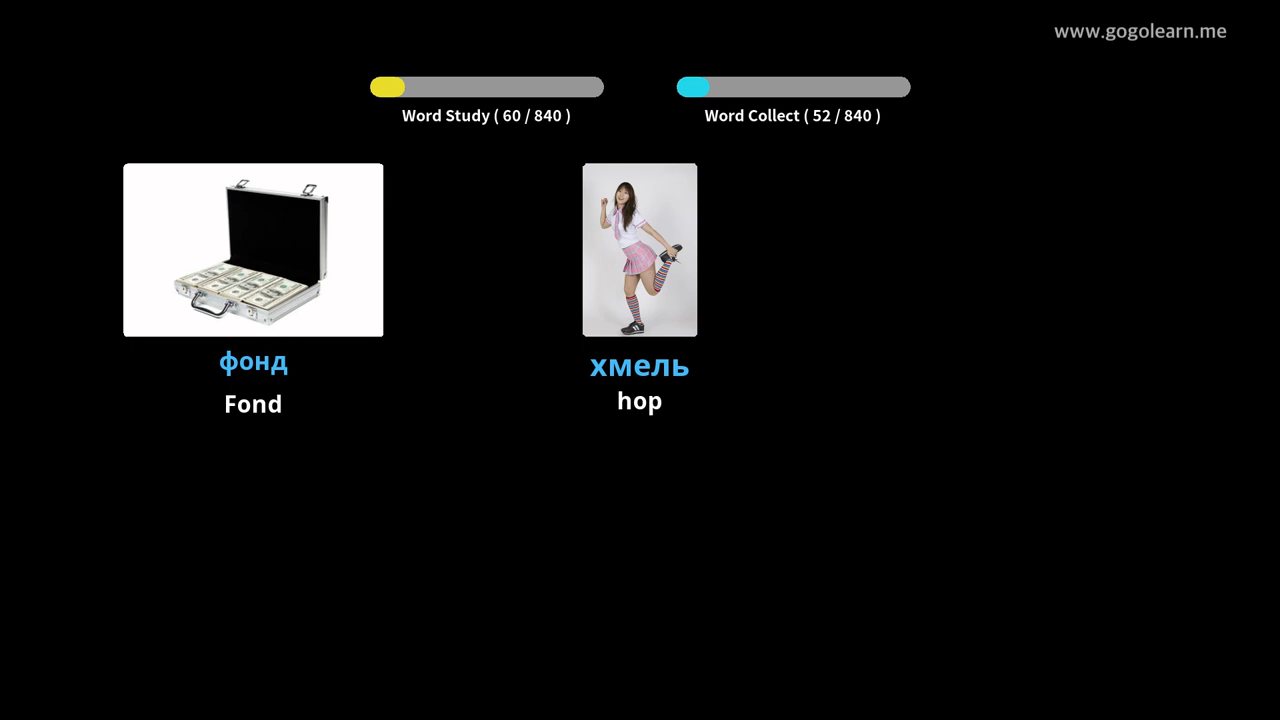 www.gogolearn.me
Word Study ( 60 / 840 )
Word Collect ( 52 / 840 )
фонд
Fond
хмель
hop